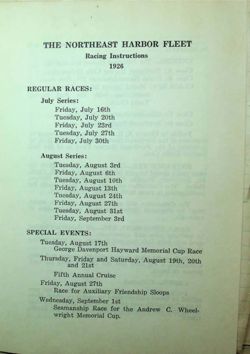 THE NORTHEAST HARBOR FLEET
Racing Instructions
1926
REGULAR RACES:
July Series:
Friday, July 16th
Tuesday, July 20th
Friday, July 23rd
Tuesday, July 27th
Friday, July 30th
August Series:
Tuesday, August 3rd
Friday, August 6th
Tuesday, August 10th
Friday, August 13th
Tuesday, August 24th
Friday, August 27th
Tuesday, August 31st
Friday, September 3rd
SPECIAL EVENTS:
Tuesday, August 17th
George Davenport Hayward Memorial Cup Race
Thursday, Friday and Saturday, August 19th, 20th
and 21st
Fifth Annual Cruise
Friday, August 27th
Race for Auxiliary Friendship Sloops
Wednesday, September 1st
Seamanship Race for the Andrew C. Wheel-
wright Memorial Cup.